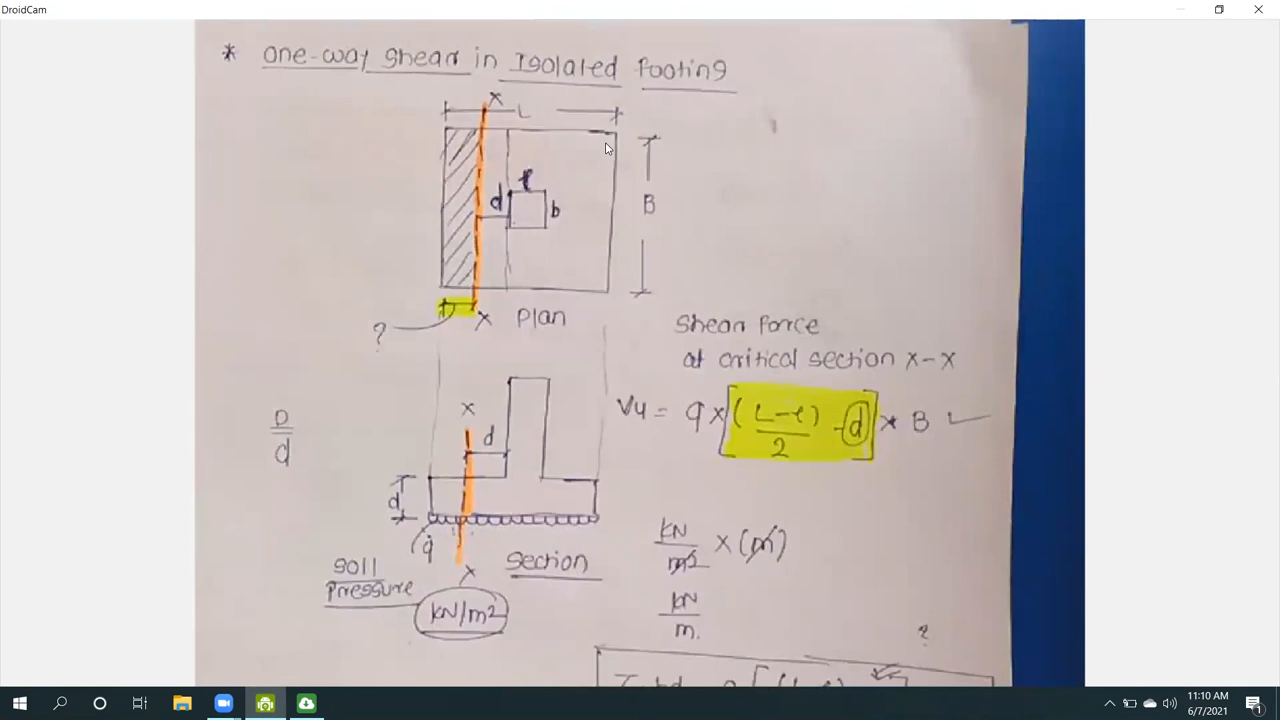 DroidCam
* one-way shear in Isolated Footing
x
L
d
l
b
B
?
x
Plan
Shear Force
at critical section x-x
Vu = q x [ (L-l) / 2 - d ] * B
x
D
d
d
d
q
x
Section
soil
Pressure
kN/m2
kN
m2
x (m)
kN
m.
?
11:10 AM
6/7/2021
1